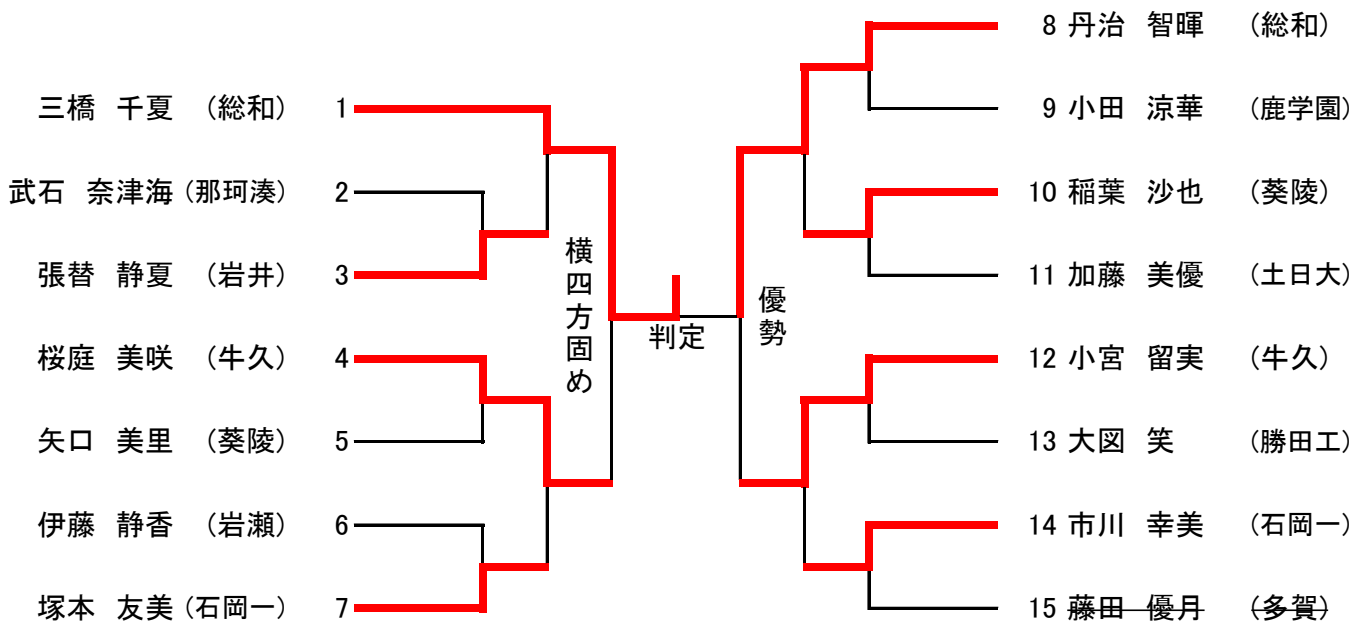 三橋 千夏 （総和） 1
武石 奈津海 （那珂湊） 2
張替 静夏 （岩井） 3
桜庭 美咲 （牛久） 4
矢口 美里 （葵陵） 5
伊藤 静香 （岩瀬） 6
塚本 友美 （石岡一） 7
横四方固め
判定
優勢
8 丹治 智暉 （総和）
9 小田 涼華 （鹿学園）
10 稲葉 沙也 （葵陵）
11 加藤 美優 （土日大）
12 小宮 留実 （牛久）
13 大図 笑 （勝田工）
14 市川 幸美 （石岡一）
15 藤田 優月 （多賀）